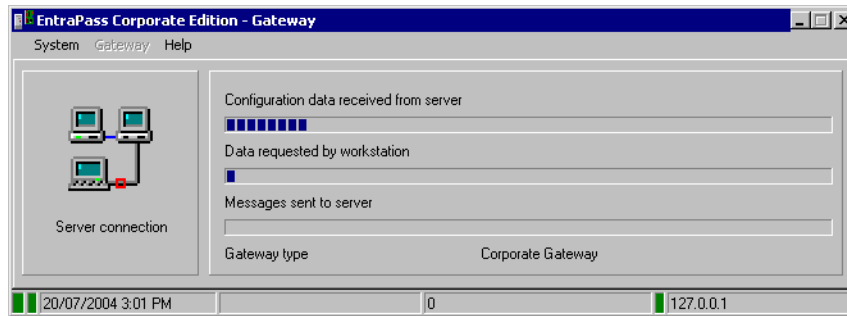 EntraPass Corporate Edition - Gateway
System Gateway Help
Configuration data received from server
Data requested by workstation
Messages sent to server
Server connection
Gateway type Corporate Gateway
20/07/2004 3:01 PM 0 127.0.0.1